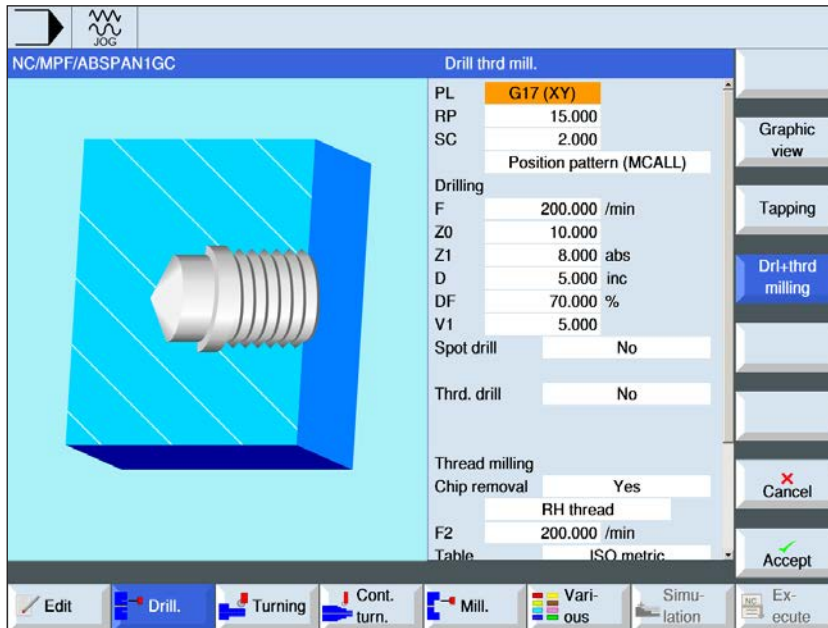 JOG
NC/MPF/ABSPAN1GC
Drill thrd mill.
PL G17 (XY)
RP 15.000
SC 2.000
Position pattern (MCALL)
Drilling
F 200.000 /min
Z0 10.000
Z1 8.000 abs
D 5.000 inc
DF 70.000 %
V1 5.000
Spot drill No
Thrd. drill No
Thread milling
Chip removal Yes
RH thread
F2 200.000 /min
Table ISO metric
Graphic
view
Tapping
Drl+thrd
milling
Cancel
Accept
Edit
Drill.
Turning
Cont.
turn.
Mill.
Vari-
ous
Simu-
lation
NC
Ex-
ecute